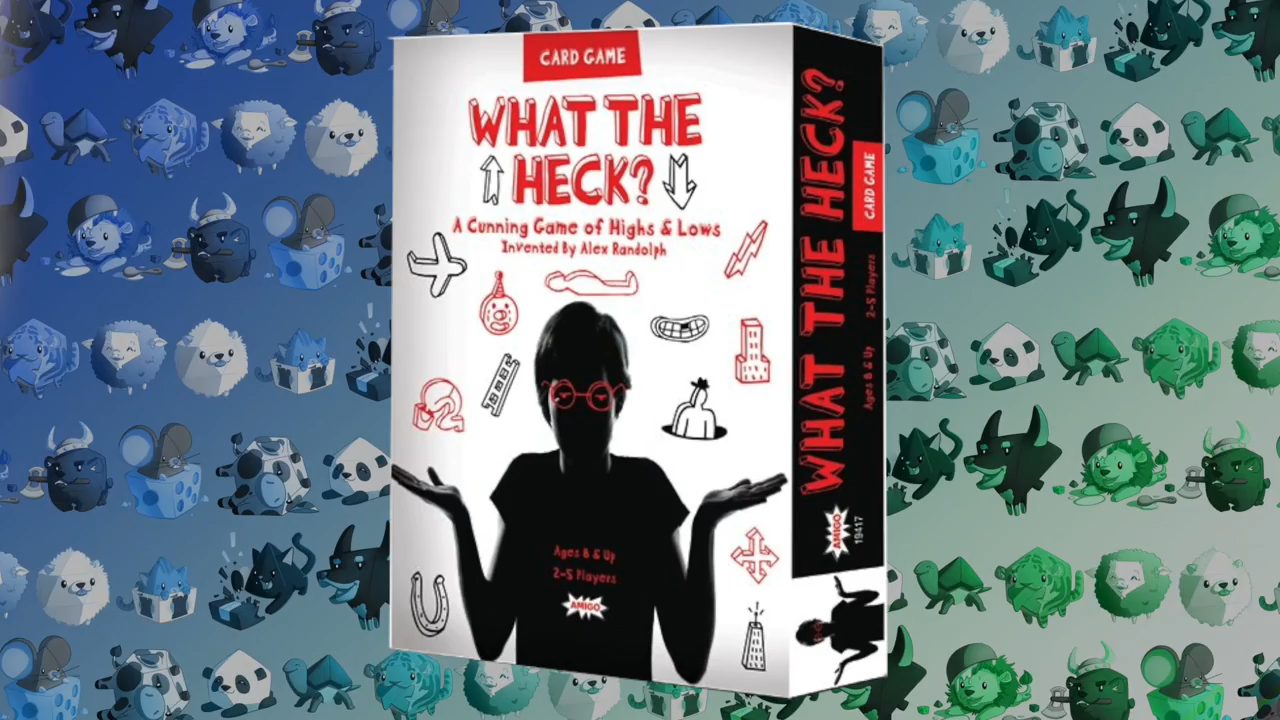 CARD GAME
WHAT THE
HECK?
A Cunning Game of Highs & Lows
Invented By Alex Randolph
Ages 8 & Up
2-5 Players
AMIGO
WHAT THE HECK?
CARD GAME
Ages 8 & Up
2-5 Players
AMIGO
19417